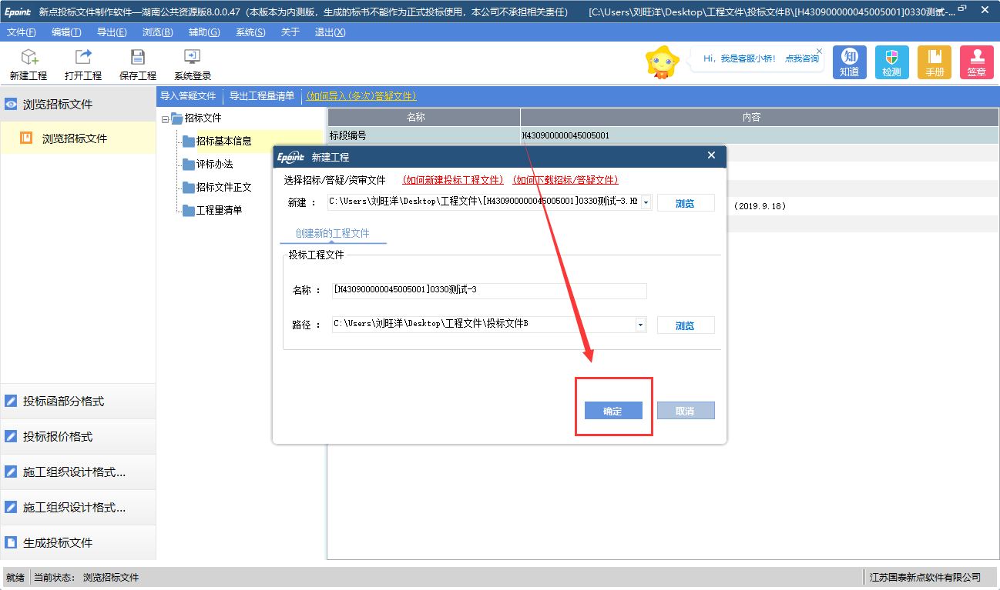 Epoint 新点投标文件制作软件—湖南公共资源版8.0.0.47（本版本为内测版，生成的标书不能作为正式投标使用，本公司不承担相关责任） [C:\Users\刘旺洋\Desktop\工程文件\投标文件B\[H430900000045005001]0330测试-...
文件(F) 编辑(T) 导出(E) 浏览(B) 辅助(G) 系统(S) 关于 退出(X)
新建工程 打开工程 保存工程 系统登录
Hi，我是客服小桥！ 点我咨询
知
知道 检测 手册 签章
浏览招标文件
浏览招标文件
投标函部分格式
投标报价格式
施工组织设计格式...
施工组织设计格式...
生成投标文件
导入答疑文件 导出工程量清单 (如何导入(多次)答疑文件)
招标文件
招标基本信息
评标办法
招标文件正文
工程量清单
名称 内容
标段编号 H430900000045005001
(2019.9.18)
Epoint 新建工程
选择招标/答疑/资审文件 (如何新建投标工程文件) (如何下载招标/答疑文件)
新建 ： C:\Users\刘旺洋\Desktop\工程文件\[H430900000045005001]0330测试-3.HN 浏览
创建新的工程文件
投标工程文件
名称 ： [H430900000045005001]0330测试-3
路径 ： C:\Users\刘旺洋\Desktop\工程文件\投标文件B 浏览
确定 取消
就绪 当前状态： 浏览招标文件 江苏国泰新点软件有限公司